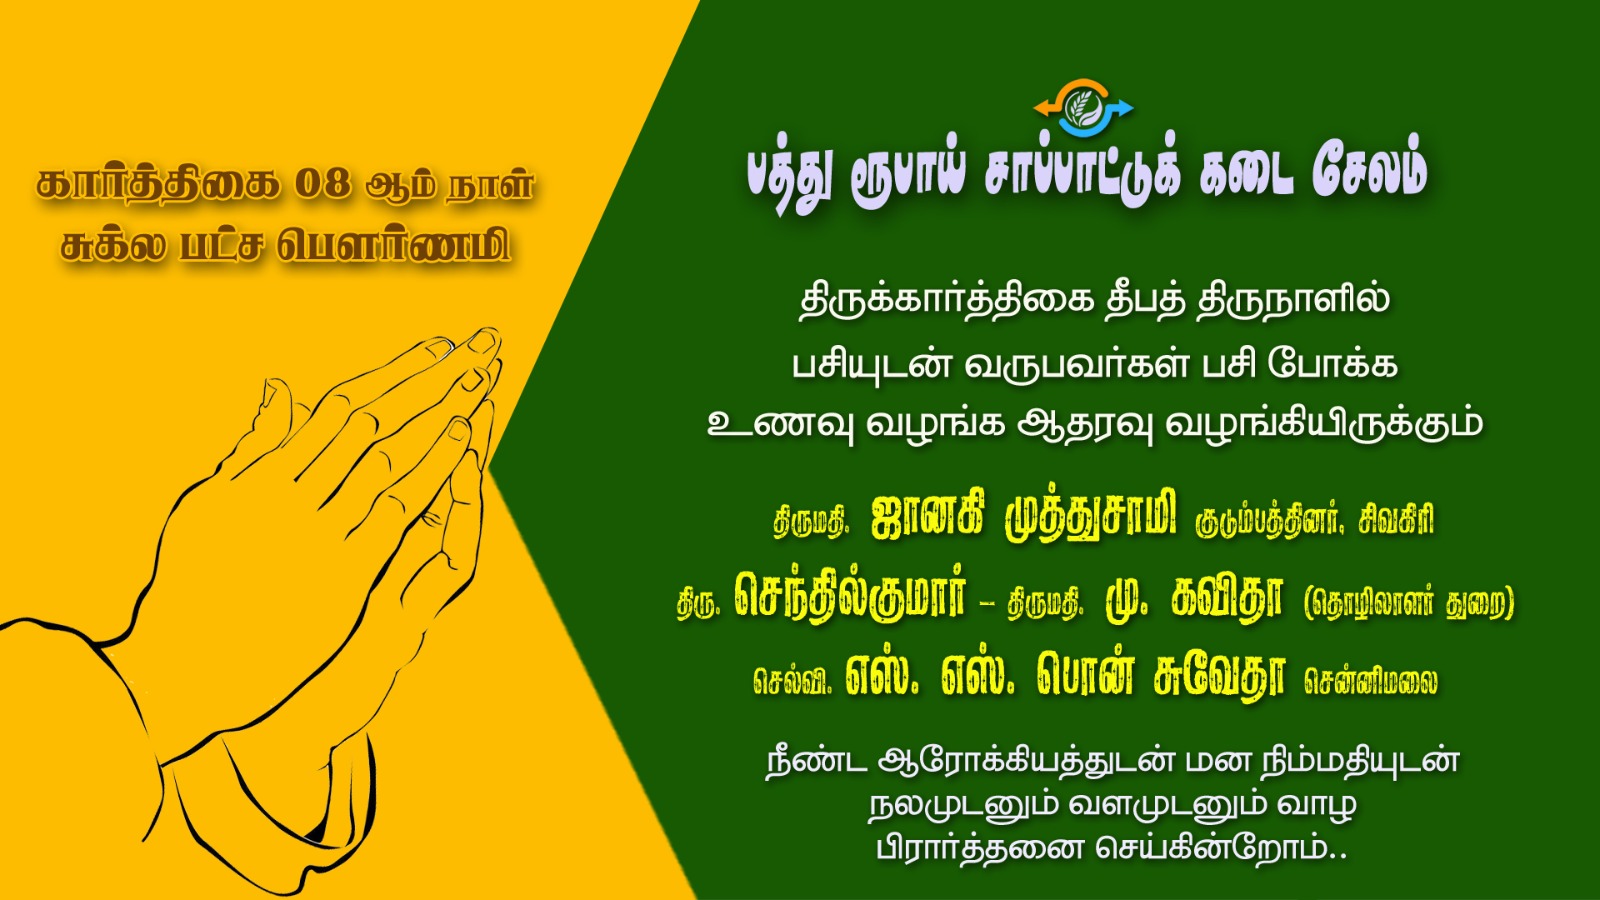 கார்த்திகை 08 ஆம் நாள்
சுக்ல பட்ச பௌர்ணமி
பத்து ரூபாய் சாப்பாட்டுக் கடை சேலம்
திருக்கார்த்திகை தீபத் திருநாளில்
பசியுடன் வருபவர்கள் பசி போக்க
உணவு வழங்க ஆதரவு வழங்கியிருக்கும்
திருமதி. ஜானகி முத்துசாமி குடும்பத்தினர், சிவகிரி
திரு. செந்தில்குமார் – திருமதி. மு. கவிதா (தொழிலாளர் துறை)
செல்வி. எஸ். எஸ். பொன் சுவேதா சென்னிமலை
நீண்ட ஆரோக்கியத்துடன் மன நிம்மதியுடன்
நலமுடனும் வளமுடனும் வாழ
பிரார்த்தனை செய்கின்றோம்..